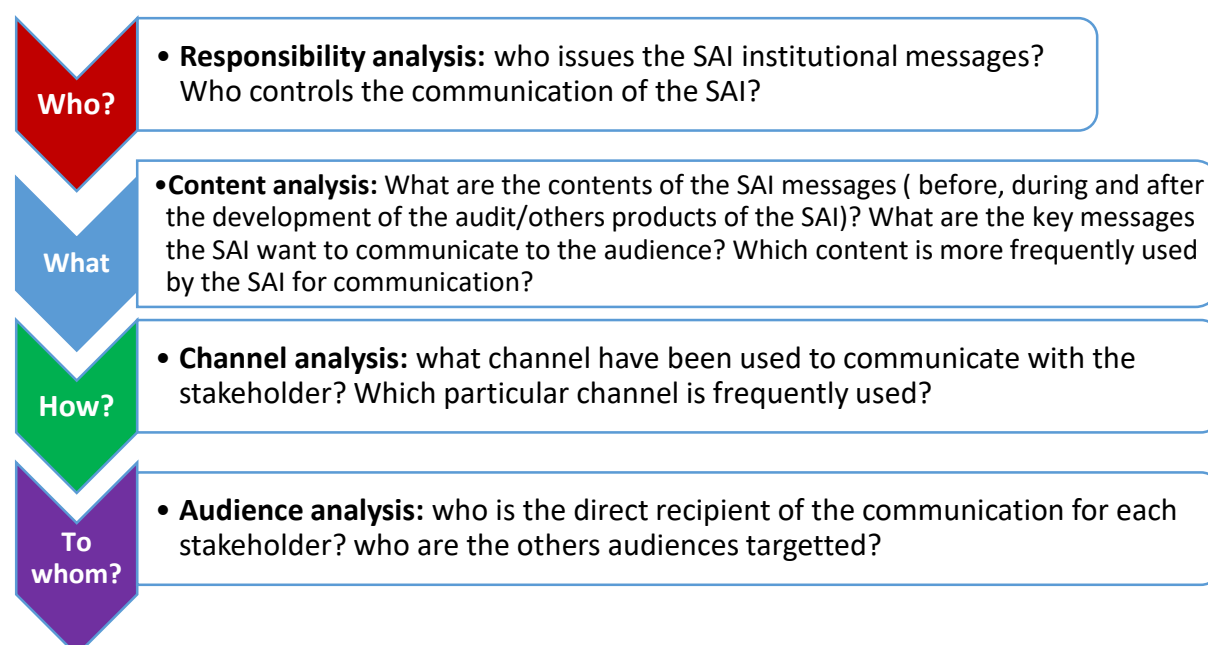 Who?
• Responsibility analysis: who issues the SAI institutional messages?
Who controls the communication of the SAI?
What
•Content analysis: What are the contents of the SAI messages ( before, during and after
the development of the audit/others products of the SAI)? What are the key messages
the SAI want to communicate to the audience? Which content is more frequently used
by the SAI for communication?
How?
• Channel analysis: what channel have been used to communicate with the
stakeholder? Which particular channel is frequently used?
To
whom?
• Audience analysis: who is the direct recipient of the communication for each
stakeholder? who are the others audiences targetted?